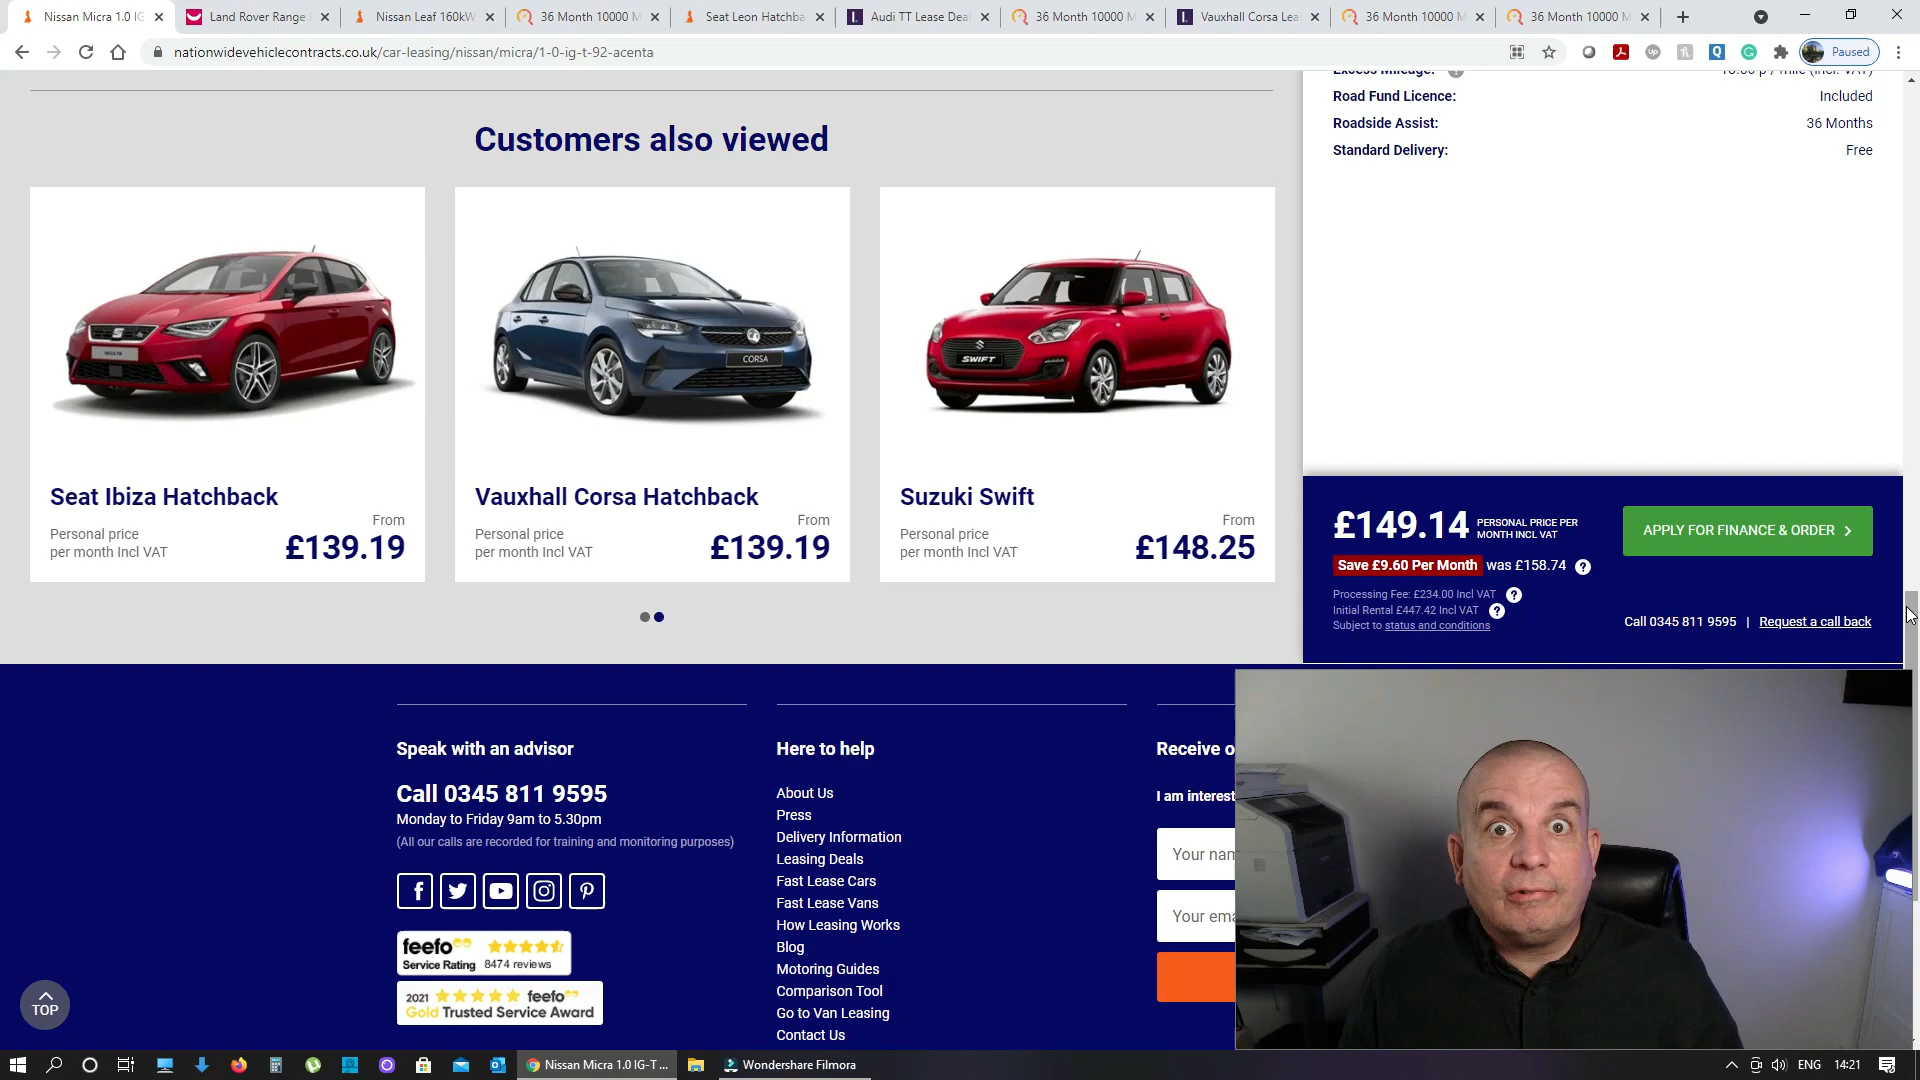 Nissan Micra 1.0 IG
Land Rover Range
Nissan Leaf 160kW
36 Month 10000 M
Seat Leon Hatchba
Audi TT Lease Deal
36 Month 10000 M
Vauxhall Corsa Lea
36 Month 10000 M
36 Month 10000 M
nationwidevehiclecontracts.co.uk/car-leasing/nissan/micra/1-0-ig-t-92-acenta
Paused
Excess Mileage:
Road Fund Licence: Included
Roadside Assist: 36 Months
Standard Delivery: Free
Customers also viewed
SWIFT
CORSA
Seat Ibiza Hatchback
From
Personal price
per month Incl VAT
£139.19
Vauxhall Corsa Hatchback
From
Personal price
per month Incl VAT
£139.19
Suzuki Swift
From
Personal price
per month Incl VAT
£148.25
£149.14 PERSONAL PRICE PER
MONTH INCL VAT
APPLY FOR FINANCE & ORDER
Save £9.60 Per Month was £158.74 ?
Processing Fee: £234.00 Incl VAT ?
Initial Rental £447.42 Incl VAT ?
Subject to status and conditions
Call 0345 811 9595 | Request a call back
Speak with an advisor
Call 0345 811 9595
Monday to Friday 9am to 5.30pm
(All our calls are recorded for training and monitoring purposes)
feefo
Service Rating 8474 reviews
2021 feefo
Gold Trusted Service Award
TOP
Here to help
About Us
Press
Delivery Information
Leasing Deals
Fast Lease Cars
Fast Lease Vans
How Leasing Works
Blog
Motoring Guides
Comparison Tool
Go to Van Leasing
Contact Us
Receive o
I am interest
Your nam
Your ema
Nissan Micra 1.0 IG-T ...
Wondershare Filmora
ENG
14:21